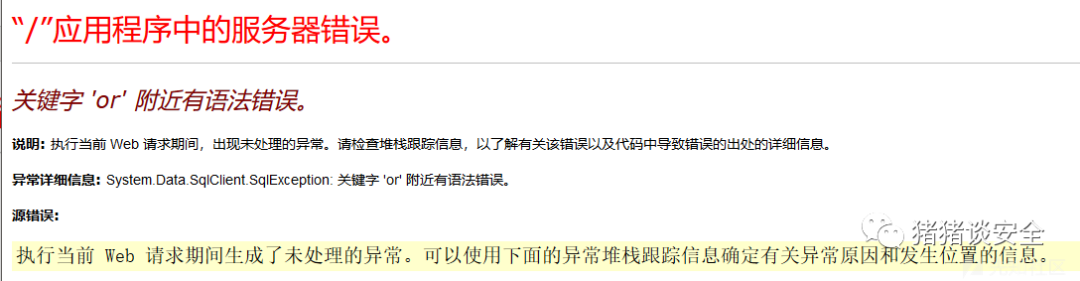 “/”应用程序中的服务器错误。
关键字 'or' 附近有语法错误。
说明: 执行当前 Web 请求期间，出现未处理的异常。请检查堆栈跟踪信息，以了解有关该错误以及代码中导致错误的出处的详细信息。
异常详细信息: System.Data.SqlClient.SqlException: 关键字 'or' 附近有语法错误。
源错误:
猪猪谈安全
执行当前 Web 请求期间生成了未处理的异常。可以使用下面的异常堆栈跟踪信息确定有关异常原因和发生位置的信息。